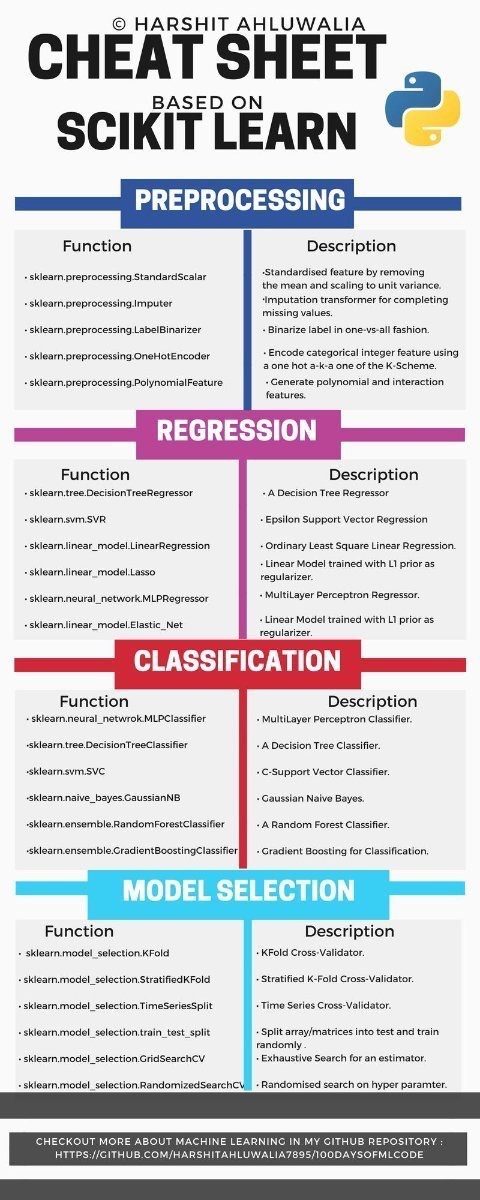 © HARSHIT AHLUWALIA
CHEAT SHEET
BASED ON
SCIKIT LEARN
PREPROCESSING
Function
• sklearn.preprocessing.StandardScalar
• sklearn.preprocessing.Imputer
• sklearn.preprocessing.LabelBinarizer
• sklearn.preprocessing.OneHotEncoder
• sklearn.preprocessing.PolynomialFeature
Description
•Standardised feature by removing
the mean and scaling to unit variance.
•Imputation transformer for completing
missing values.
• Binarize label in one-vs-all fashion.
• Encode categorical integer feature using
a one hot a-k-a one of the K-Scheme.
• Generate polynomial and interaction
features.
REGRESSION
Function
• sklearn.tree.DecisionTreeRegressor
• sklearn.svm.SVR
• sklearn.linear_model.LinearRegression
• sklearn.linear_model.Lasso
• sklearn.neural_network.MLPRegressor
• sklearn.linear_model.Elastic_Net
Description
• A Decision Tree Regressor
• Epsilon Support Vector Regression
• Ordinary Least Square Linear Regression.
• Linear Model trained with L1 prior as
regularizer.
• MultiLayer Perceptron Regressor.
• Linear Model trained with L1 prior as
regularizer.
CLASSIFICATION
Function
• sklearn.neural_netwrok.MLPClassifier
•sklearn.tree.DecisionTreeClassifier
•sklearn.svm.SVC
•sklearn.naive_bayes.GaussianNB
•sklearn.ensemble.RandomForestClassifier
•sklearn.ensemble.GradientBoostingClassifier
Description
• MultiLayer Perceptron Classifier.
• A Decision Tree Classifier.
• C-Support Vector Classifier.
• Gaussian Naive Bayes.
• A Random Forest Classifier.
• Gradient Boosting for Classification.
MODEL SELECTION
Function
• sklearn.model_selection.KFold
• sklearn.model_selection.StratifiedKFold
• sklearn.model_selection.TimeSeriesSplit
• sklearn.model_selection.train_test_split
• sklearn.model_selection.GridSearchCV
• sklearn.model_selection.RandomizedSearchCV
Description
• KFold Cross-Validator.
• Stratified K-Fold Cross-Validator.
• Time Series Cross-Validator.
• Split array/matrices into test and train
randomly .
• Exhaustive Search for an estimator.
• Randomised search on hyper paramter.
CHECKOUT MORE ABOUT MACHINE LEARNING IN MY GITHUB REPOSITORY :
HTTPS://GITHUB.COM/HARSHITAHLUWALIA7895/100DAYSOFMLCODE